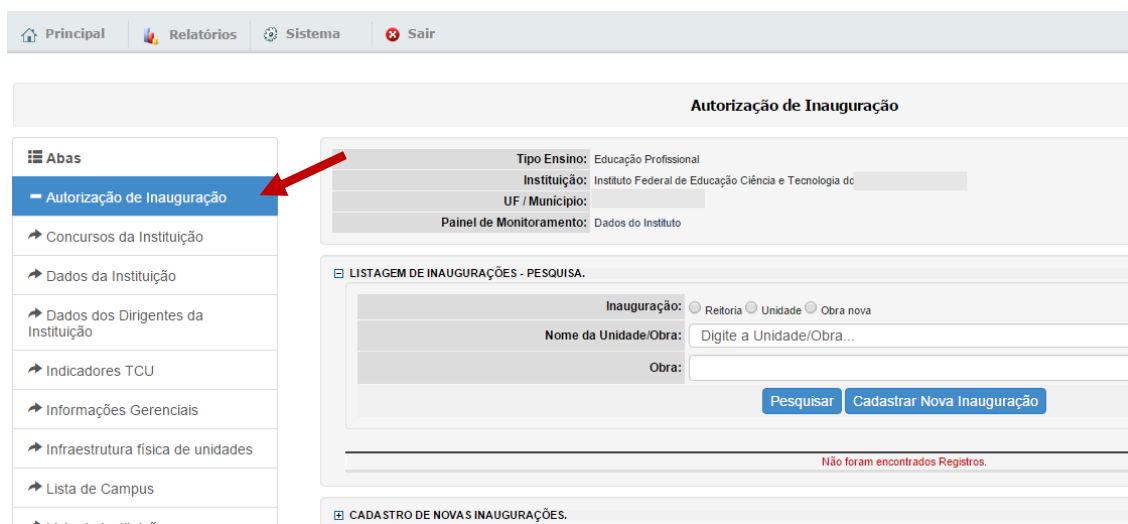 Principal Relatórios Sistema Sair
Autorização de Inauguração
Abas
Autorização de Inauguração
Concursos da Instituição
Dados da Instituição
Dados dos Dirigentes da
Instituição
Indicadores TCU
Informações Gerenciais
Infraestrutura física de unidades
Lista de Campus
Tipo Ensino: Educação Profissional
Instituição: Instituto Federal de Educação Ciência e Tecnologia do
UF / Município:
Painel de Monitoramento: Dados do Instituto
LISTAGEM DE INAUGURAÇÕES - PESQUISA.
Inauguração: Reitoria Unidade Obra nova
Nome da Unidade/Obra: Digite a Unidade/Obra...
Obra:
Pesquisar Cadastrar Nova Inauguração
Não foram encontrados Registros.
CADASTRO DE NOVAS INAUGURAÇÕES.